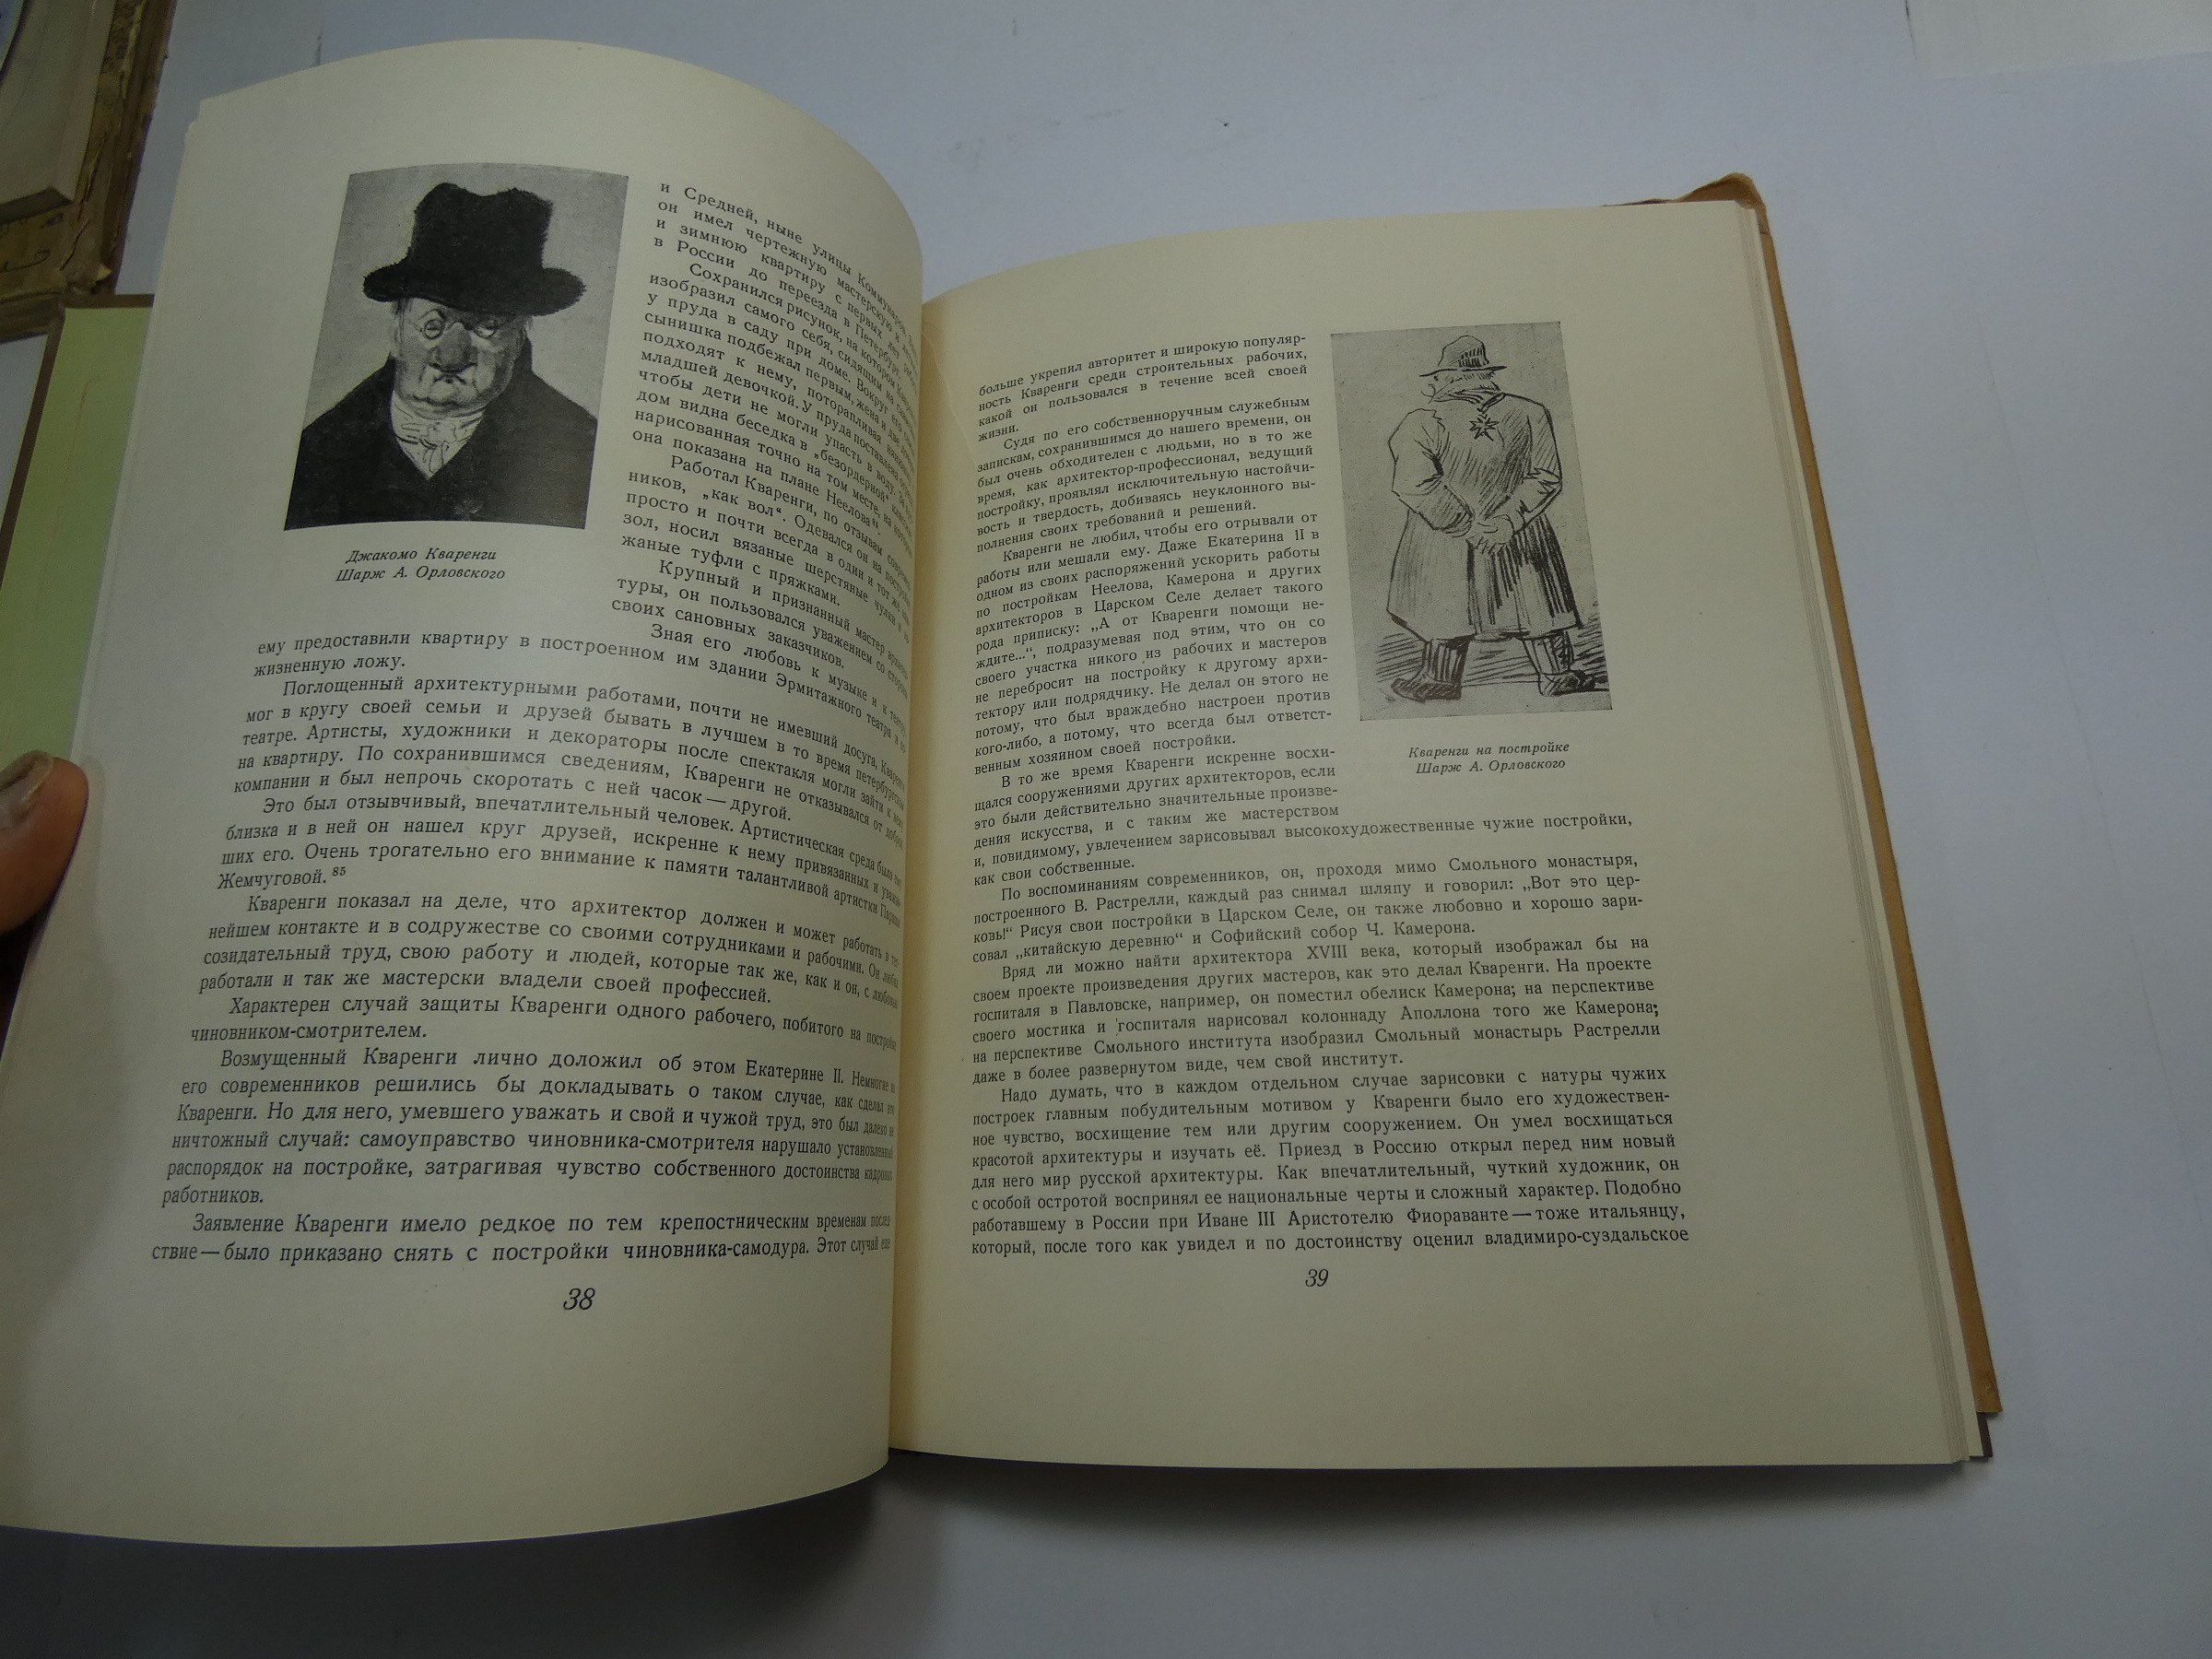 Джакомо Кваренги
Шарж А. Орловского
и Средней, ныне улицы Коммунаров
он имел чертежную мастерскую и
и зимнюю квартиру с первых лет
в России до переезда в Петербург.
Сохранился рисунок, на котором Кваренги
изобразил самого себя, сидящим на
у пруда в саду при доме. Вокруг его
сынишка подбежал первым, жена и две
подходят к нему, поторапливая
младшей девочкой. У пруда поставлена
чтобы дети не могли упасть в воду. За
дом видна беседка в „безордерной“
нарисованная точно на том месте, на котором
она показана на плане Неелова
Работал Кваренги, по отзывам современ-
ников, „как вол“. Одевался он на постройке
просто и почти всегда в один и тот же кам-
зол, носил вязаные шерстяные чулки и ко-
жаные туфли с пряжками.
Крупный и признанный мастер архитек-
туры, он пользовался уважением со стороны
своих сановных заказчиков.
Зная его любовь к музыке и к театру,
ему предоставили квартиру в построенном им здании Эрмитажного театра и по-
жизненную ложу.
Поглощенный архитектурными работами, почти не имевший досуга, Кваренги
мог в кругу своей семьи и друзей бывать в лучшем в то время петербургском
театре. Артисты, художники и декораторы после спектакля могли зайти к нему
на квартиру. По сохранившимся сведениям, Кваренги не отказывался от доброй
компании и был непрочь скоротать с ней часок — другой.
Это был отзывчивый, впечатлительный человек. Артистическая среда была ему
близка и в ней он нашел круг друзей, искренне к нему привязанных и уважав-
ших его. Очень трогательно его внимание к памяти талантливой артистки Параши
Жемчуговой. 85
Кваренги показал на деле, что архитектор должен и может работать в тес-
нейшем контакте и в содружестве со своими сотрудниками и рабочими. Он любил
созидательный труд, свою работу и людей, которые так же, как и он, с любовью
работали и так же мастерски владели своей профессией.
Характерен случай защиты Кваренги одного рабочего, побитого на постройке
чиновником-смотрителем.
Возмущенный Кваренги лично доложил об этом Екатерине II. Немногие из
его современников решились бы докладывать о таком случае, как сделал это
Кваренги. Но для него, умевшего уважать и свой и чужой труд, это был далеко не
ничтожный случай: самоуправство чиновника-смотрителя нарушало установленный
распорядок на постройке, затрагивая чувство собственного достоинства кадровых
работников.
Заявление Кваренги имело редкое по тем крепостническим временам послед-
ствие — было приказано снять с постройки чиновника-самодура. Этот случай еще
38
больше укрепил авторитет и широкую популяр-
ность Кваренги среди строительных рабочих,
какой он пользовался в течение всей своей
жизни.
Судя по его собственноручным служебным
запискам, сохранившимся до нашего времени, он
был очень обходителен с людьми, но в то же
время, как архитектор-профессионал, ведущий
постройку, проявлял исключительную настойчи-
вость и твердость, добиваясь неуклонного вы-
полнения своих требований и решений.
Кваренги не любил, чтобы его отрывали от
работы или мешали ему. Даже Екатерина II в
одном из своих распоряжений ускорить работы
по постройкам Неелова, Камерона и других
архитекторов в Царском Селе делает такого
рода приписку: „А от Кваренги помощи не-
ждите...“, подразумевая под этим, что он со
своего участка никого из рабочих и мастеров
не перебросит на постройку к другому архи-
тектору или подрядчику. Не делал он этого не
потому, что был враждебно настроен против
кого-либо, а потому, что всегда был ответст-
венным хозяином своей постройки.
В то же время Кваренги искренне восхи-
щался сооружениями других архитекторов, если
это были действительно значительные произве-
дения искусства, и с таким же мастерством
и, повидимому, увлечением зарисовывал высокохудожественные чужие постройки,
как свои собственные.
Кваренги на постройке
Шарж А. Орловского
По воспоминаниям современников, он, проходя мимо Смольного монастыря,
построенного В. Растрелли, каждый раз снимал шляпу и говорил: „Вот это цер-
ковь!“ Рисуя свои постройки в Царском Селе, он также любовно и хорошо зари-
совал „китайскую деревню“ и Софийский собор Ч. Камерона.
Вряд ли можно найти архитектора XVIII века, который изображал бы на
своем проекте произведения других мастеров, как это делал Кваренги. На проекте
госпиталя в Павловске, например, он поместил обелиск Камерона; на перспективе
своего мостика и госпиталя нарисовал колоннаду Аполлона того же Камерона;
на перспективе Смольного института изобразил Смольный монастырь Растрелли
даже в более развернутом виде, чем свой институт.
Надо думать, что в каждом отдельном случае зарисовки с натуры чужих
построек главным побудительным мотивом у Кваренги было его художествен-
ное чувство, восхищение тем или другим сооружением. Он умел восхищаться
красотой архитектуры и изучать её. Приезд в Россию открыл перед ним новый
для него мир русской архитектуры. Как впечатлительный, чуткий художник, он
с особой остротой воспринял ее национальные черты и сложный характер. Подобно
работавшему в России при Иване III Аристотелю Фиораванте — тоже итальянцу,
который, после того как увидел и по достоинству оценил владимиро-суздальское
39